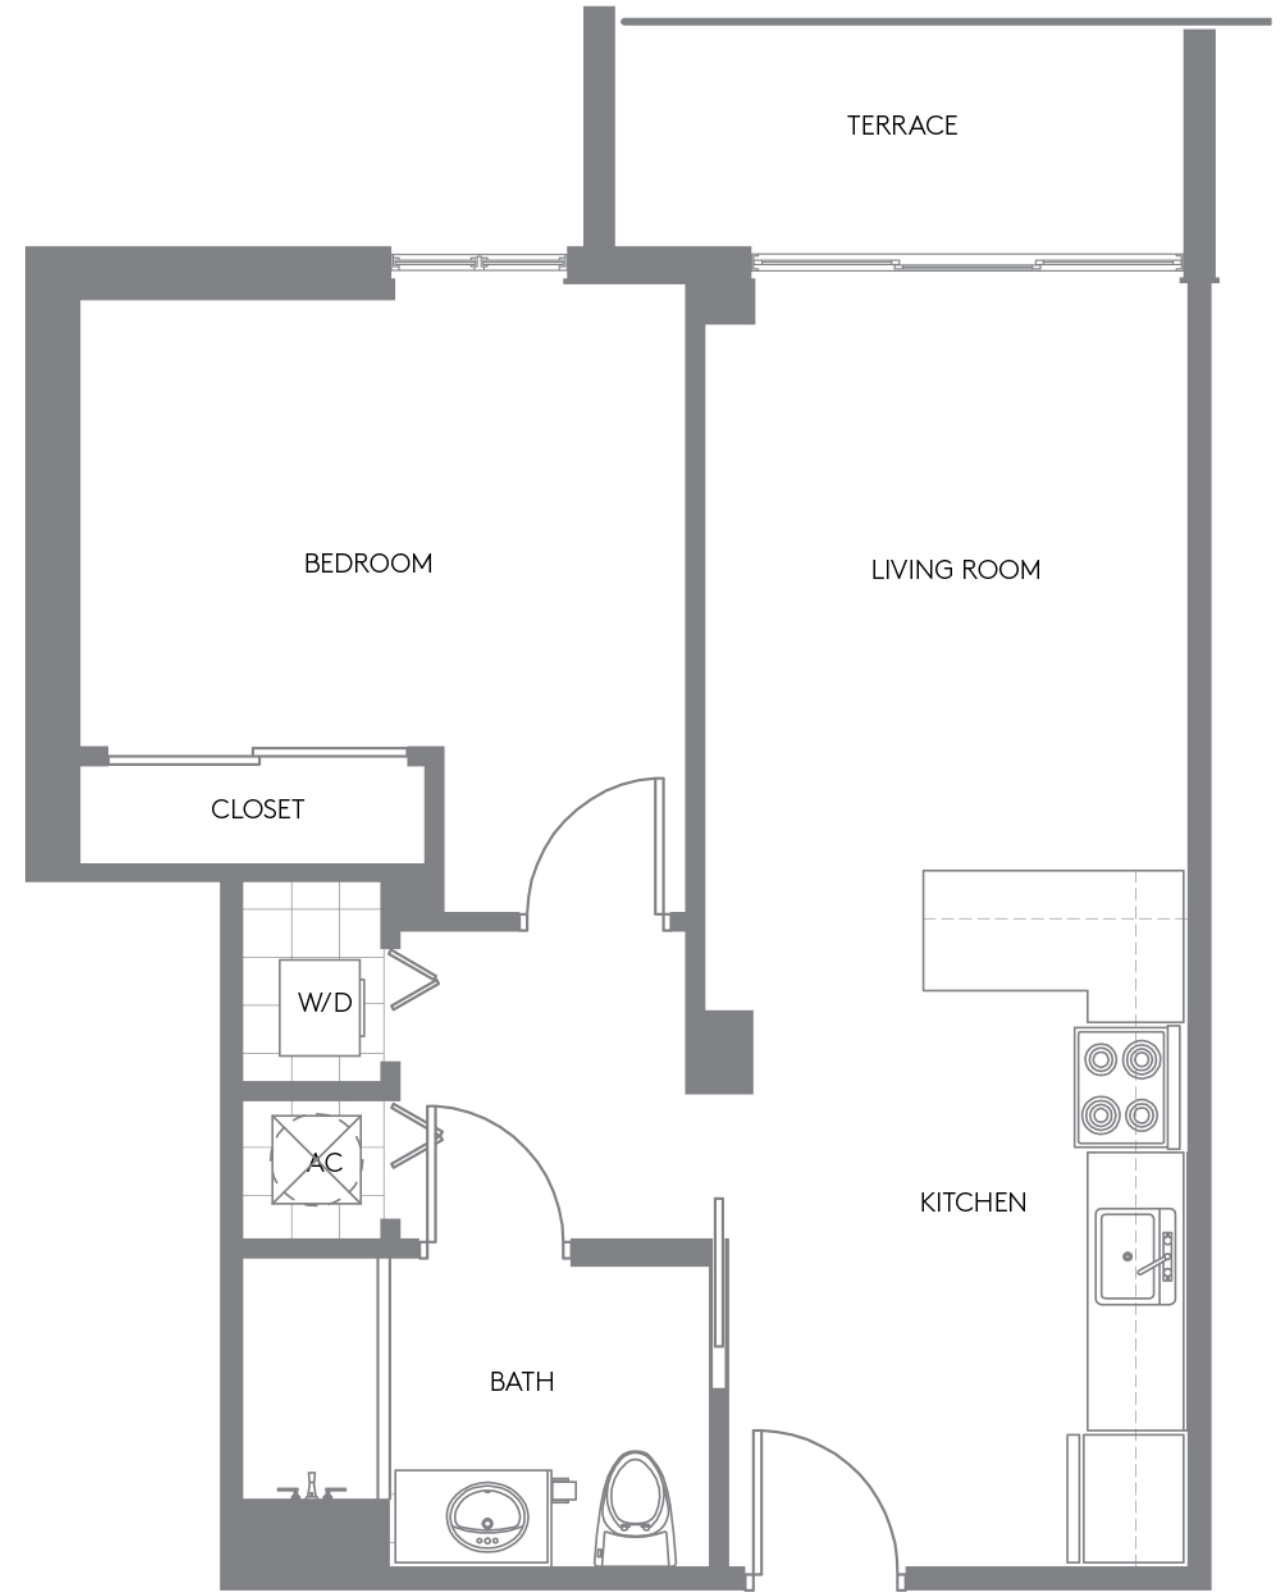 TERRACE
BEDROOM
LIVING ROOM
CLOSET
W/D
AC
KITCHEN
BATH